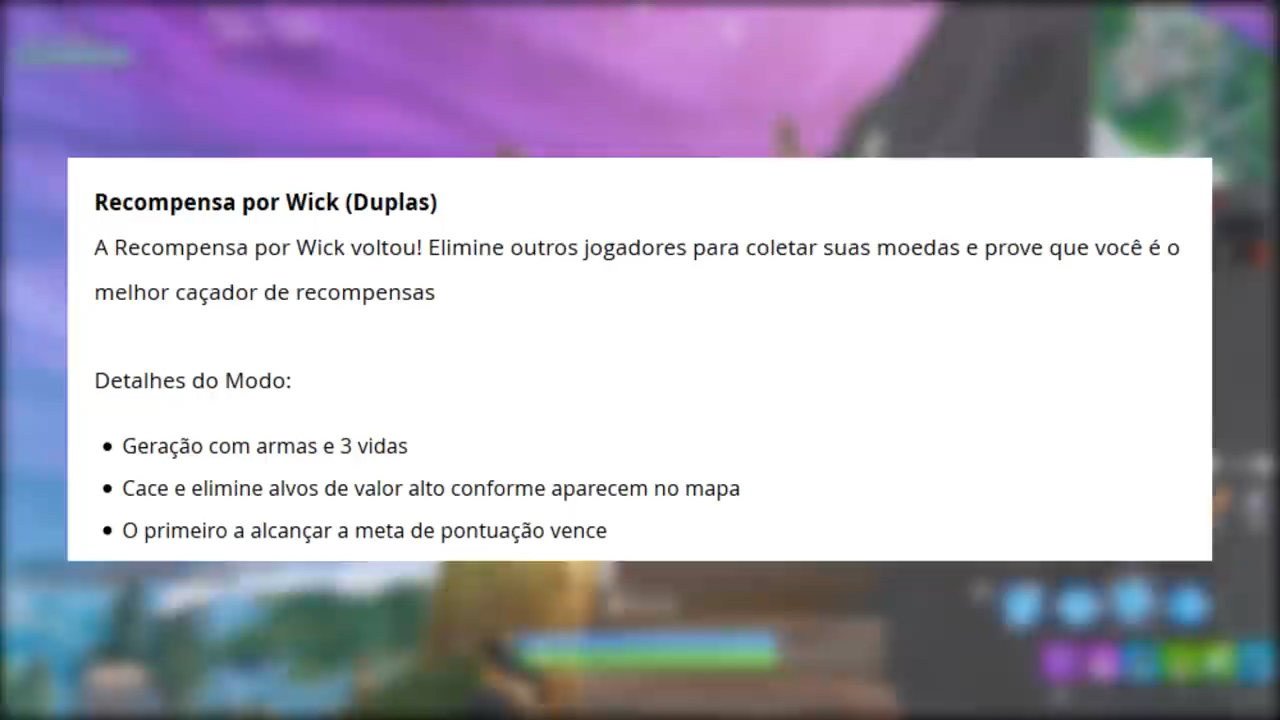 Recompensa por Wick (Duplas)
A Recompensa por Wick voltou! Elimine outros jogadores para coletar suas moedas e prove que você é o
melhor caçador de recompensas
Detalhes do Modo:
• Geração com armas e 3 vidas
• Cace e elimine alvos de valor alto conforme aparecem no mapa
• O primeiro a alcançar a meta de pontuação vence